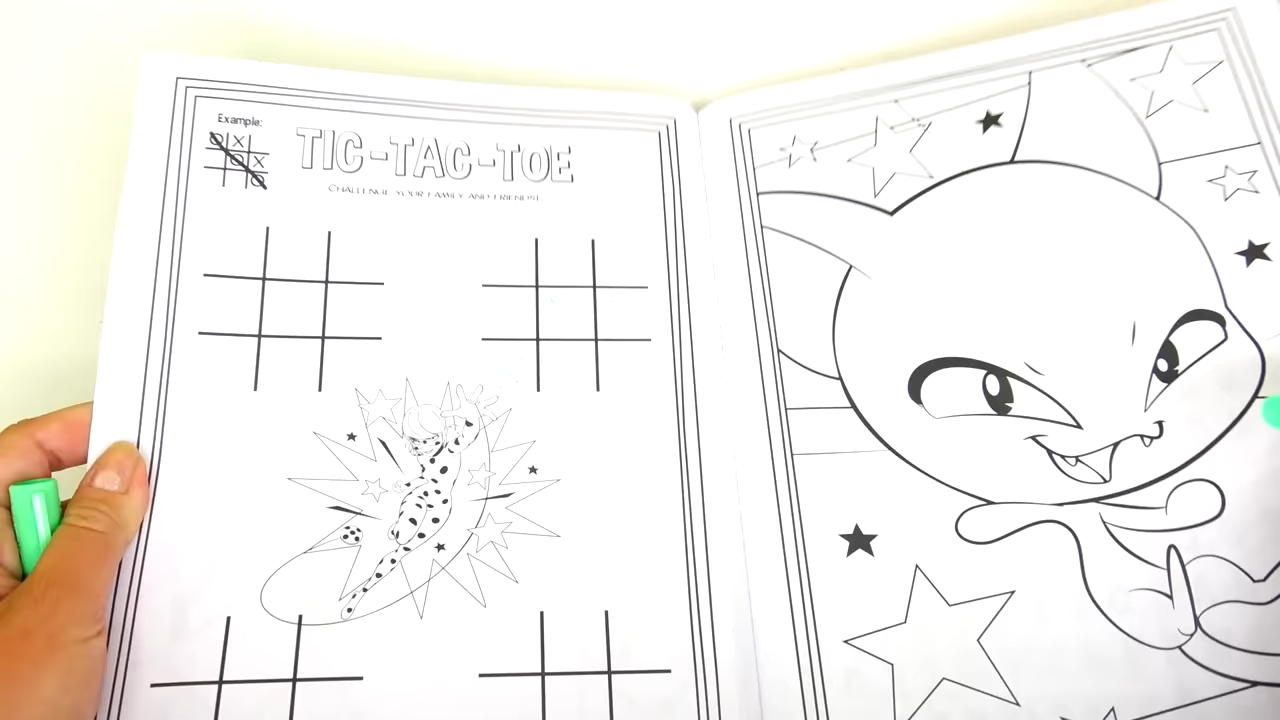 Example:
TIC-TAC-TOE
CHALLENGE YOUR FAMILY AND FRIENDS!
O X
O X
O